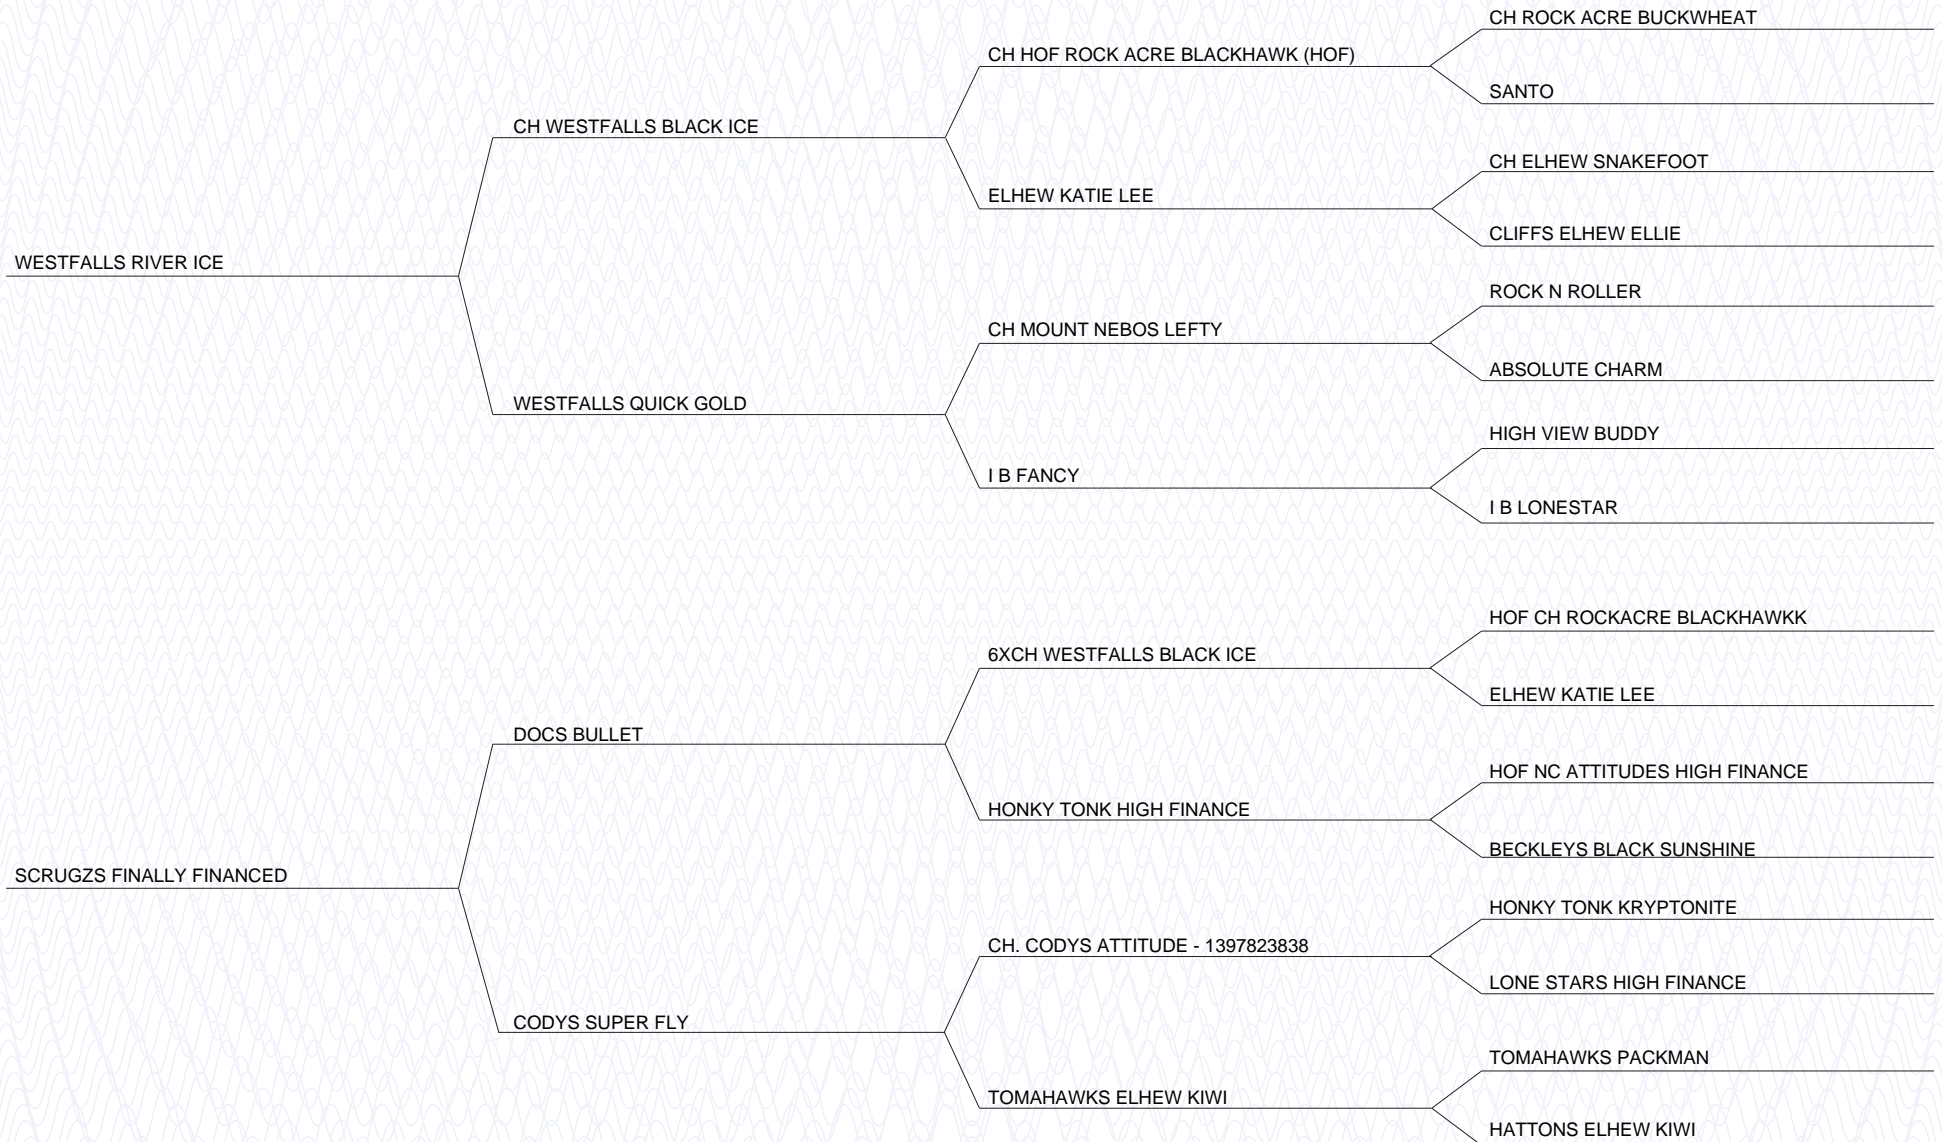 CH ROCK ACRE BUCKWHEAT
CH HOF ROCK ACRE BLACKHAWK (HOF)
SANTO
CH WESTFALLS BLACK ICE
CH ELHEW SNAKEFOOT
ELHEW KATIE LEE
CLIFFS ELHEW ELLIE
WESTFALLS RIVER ICE
ROCK N ROLLER
CH MOUNT NEBOS LEFTY
ABSOLUTE CHARM
WESTFALLS QUICK GOLD
HIGH VIEW BUDDY
I B FANCY
I B LONESTAR
HOF CH ROCKACRE BLACKHAWKK
6XCH WESTFALLS BLACK ICE
ELHEW KATIE LEE
DOCS BULLET
HOF NC ATTITUDES HIGH FINANCE
HONKY TONK HIGH FINANCE
BECKLEYS BLACK SUNSHINE
SCRUGZS FINALLY FINANCED
HONKY TONK KRYPTONITE
CH. CODYS ATTITUDE - 1397823838
LONE STARS HIGH FINANCE
CODYS SUPER FLY
TOMAHAWKS PACKMAN
TOMAHAWKS ELHEW KIWI
HATTONS ELHEW KIWI